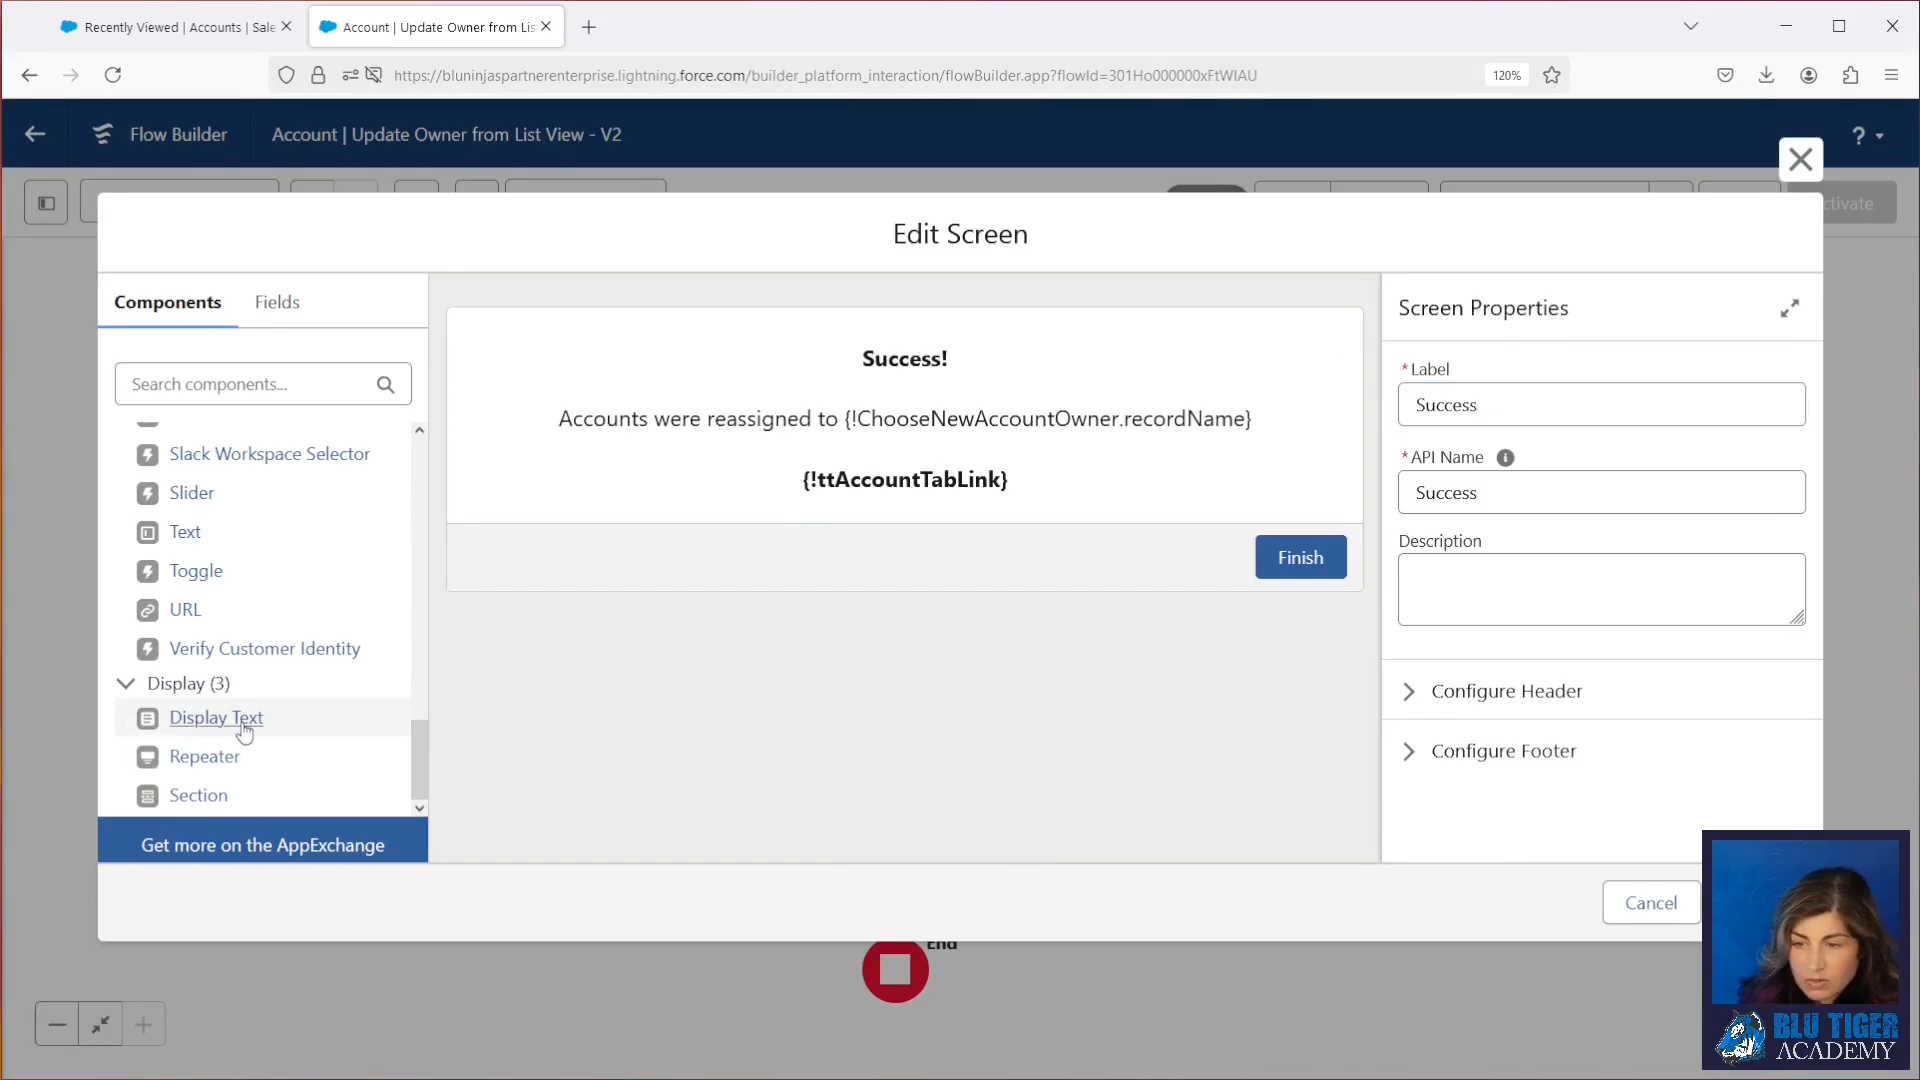 Recently Viewed | Accounts | Sale
Account | Update Owner from Lis
https://bluninjaspartnerenterprise.lightning.force.com/builder_platform_interaction/flowBuilder.app?flowId=301Ho000000xFtWIAU
120%
Flow Builder
Account | Update Owner from List View - V2
?
ctivate
Edit Screen
Components
Fields
Search components...
Slack Workspace Selector
Slider
Text
Toggle
URL
Verify Customer Identity
Display (3)
Display Text
Repeater
Section
Get more on the AppExchange
Success!
Accounts were reassigned to {!ChooseNewAccountOwner.recordName}
{!ttAccountTabLink}
Finish
Screen Properties
*Label
Success
*API Name
Success
Description
Configure Header
Configure Footer
Cancel
End
BLU TIGER
ACADEMY